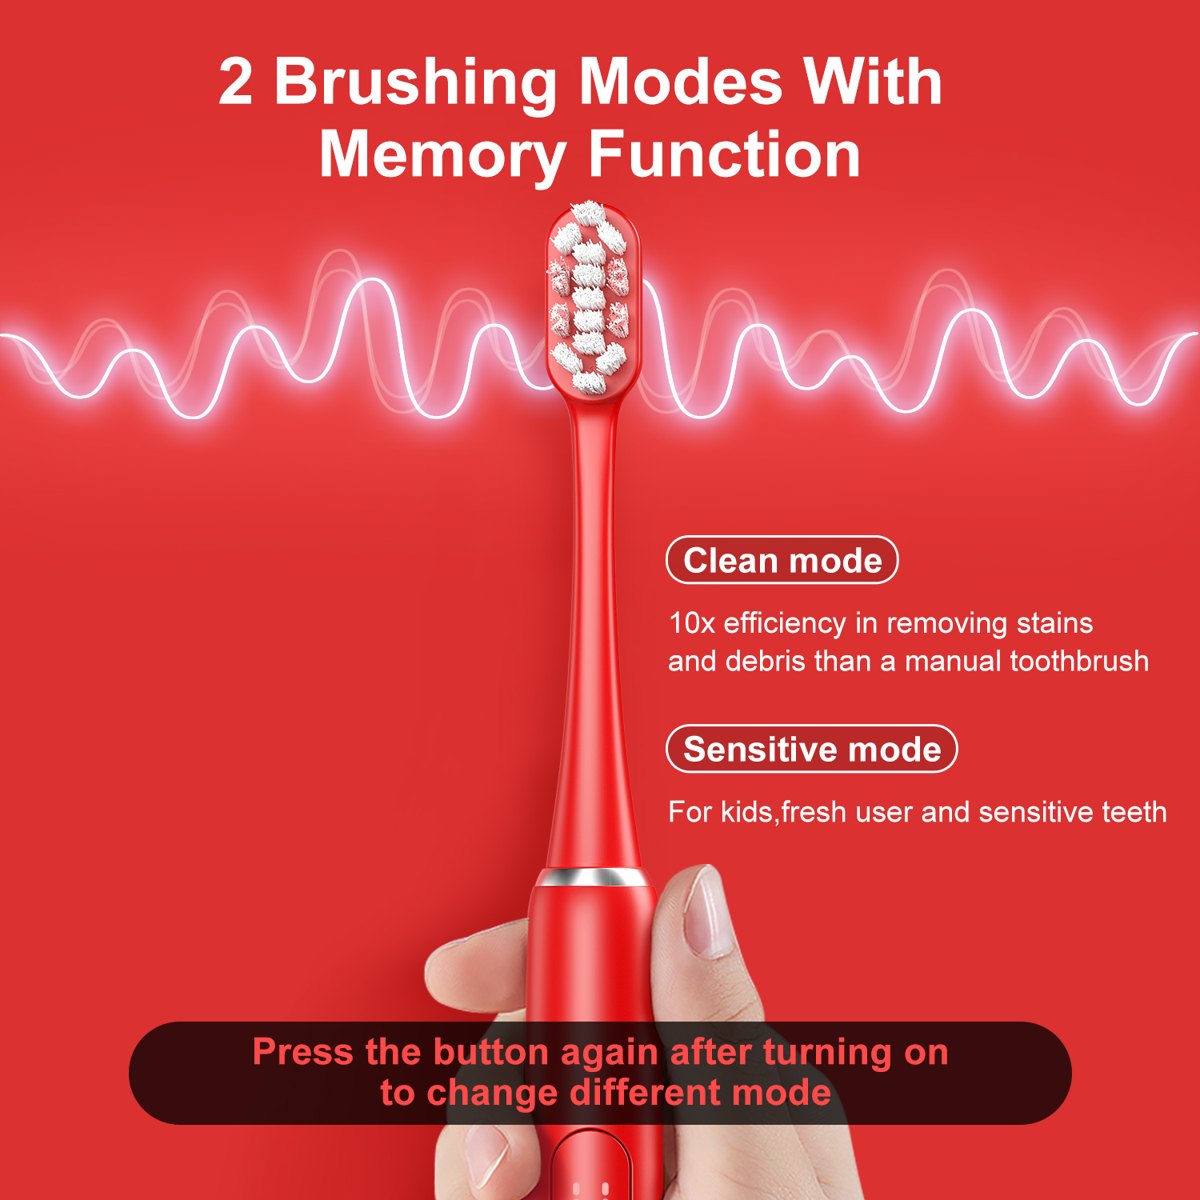 2 Brushing Modes With
Memory Function
Clean mode
10x efficiency in removing stains
and debris than a manual toothbrush
Sensitive mode
For kids,fresh user and sensitive teeth
Press the button again after turning on
to change different mode